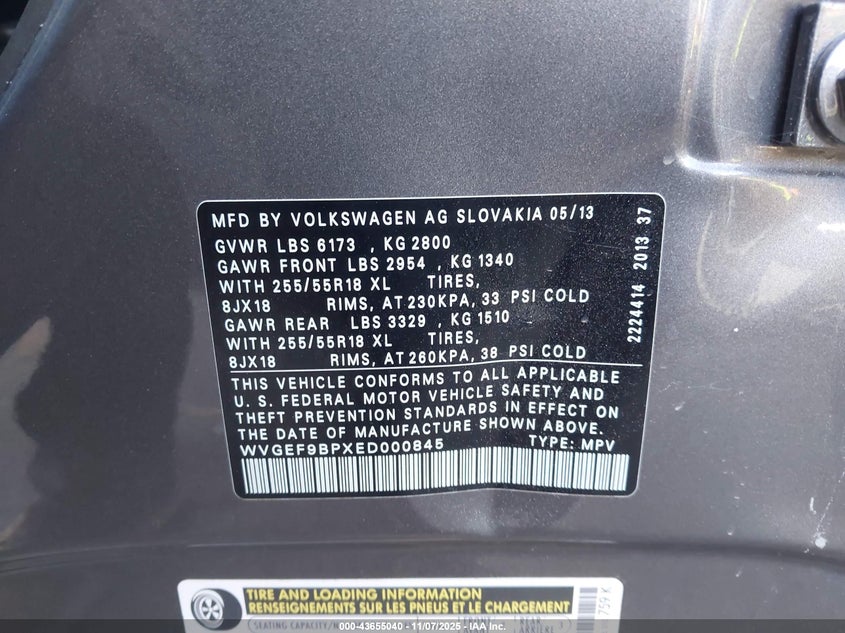 MFD BY VOLKSWAGEN AG SLOVAKIA 05/13
GVWR LBS 6173 , KG 2800
GAWR FRONT LBS 2954 , KG 1340
WITH 255/55R18 XL TIRES,
8JX18 RIMS, AT 230KPA, 33 PSI COLD
GAWR REAR LBS 3329 , KG 1510
WITH 255/55R18 XL TIRES,
8JX18 RIMS, AT 260KPA, 38 PSI COLD
THIS VEHICLE CONFORMS TO ALL APPLICABLE
U. S. FEDERAL MOTOR VEHICLE SAFETY AND
THEFT PREVENTION STANDARDS IN EFFECT ON
THE DATE OF MANUFACTURE SHOWN ABOVE.
WVGEF9BPXED000845 TYPE: MPV
2224414 2013 37
TIRE AND LOADING INFORMATION
RENSEIGNEMENTS SUR LES PNEUS ET LE CHARGEMENT
SEATING CAPACITY
759 K
000-43655040 - 11/07/2025 - IAA Inc.